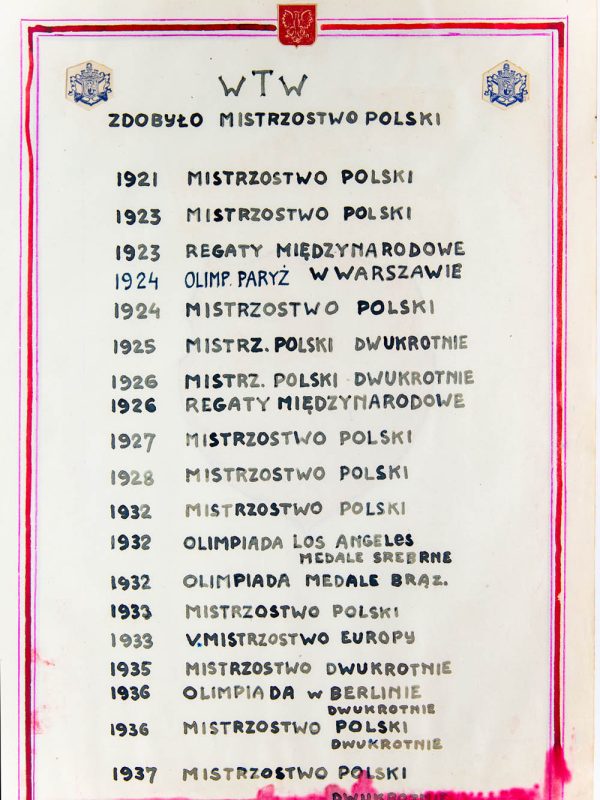 WTW
ZDOBYŁO MISTRZOSTWO POLSKI
1921 MISTRZOSTWO POLSKI
1923 MISTRZOSTWO POLSKI
1923 REGATY MIĘDZYNARODOWE
W WARSZAWIE
1924 OLIMP. PARYŻ
1924 MISTRZOSTWO POLSKI
1925 MISTRZ. POLSKI DWUKROTNIE
1926 MISTRZ. POLSKI DWUKROTNIE
1926 REGATY MIĘDZYNARODOWE
1927 MISTRZOSTWO POLSKI
1928 MISTRZOSTWO POLSKI
1932 MISTRZOSTWO POLSKI
1932 OLIMPIADA LOS ANGELES
MEDALE SREBRNE
1932 OLIMPIADA MEDALE BRĄZ.
1933 MISTRZOSTWO POLSKI
1933 V.MISTRZOSTWO EUROPY
1935 MISTRZOSTWO DWUKROTNIE
1936 OLIMPIADA W BERLINIE
DWUKROTNIE
1936 MISTRZOSTWO POLSKI
DWUKROTNIE
1937 MISTRZOSTWO POLSKI